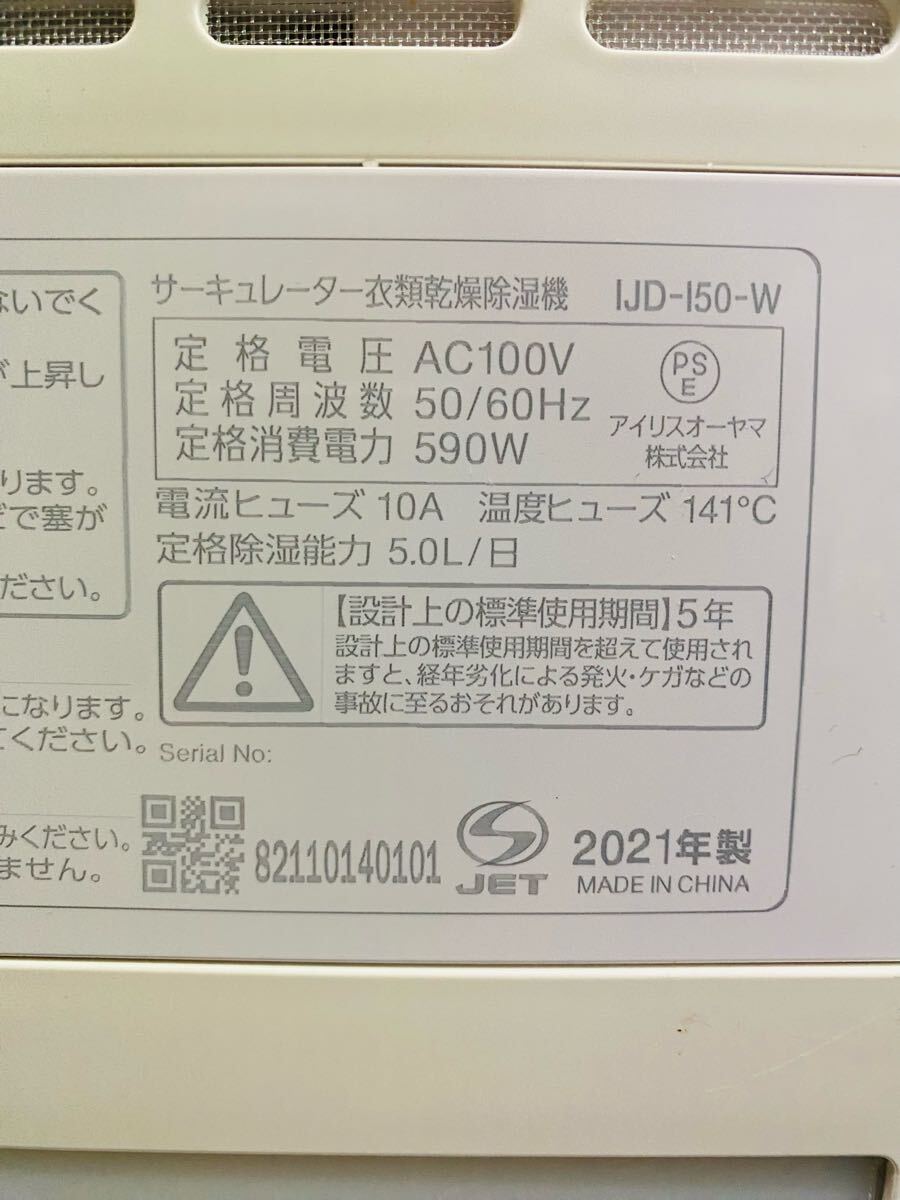 ないでく
が上昇し
ります。
どで塞が
ださい。
になります。
てください。
みください。
ません。
サーキュレーター衣類乾燥除湿機 IJD-I50-W
定格電圧 AC100V
定格周波数 50/60Hz
定格消費電力 590W
PS
E
アイリスオーヤマ
株式会社
電流ヒューズ 10A 温度ヒューズ 141°C
定格除湿能力 5.0L/日
【設計上の標準使用期間】5年
設計上の標準使用期間を超えて使用され
ますと、経年劣化による発火・ケガなどの
事故に至るおそれがあります。
Serial No:
82110140101
S
JET
2021年製
MADE IN CHINA